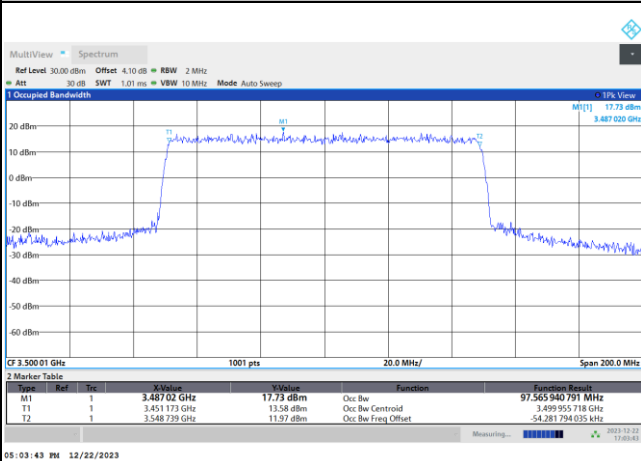 MultiView Spectrum
Ref Level 30.00 dBm Offset 4.10 dB RBW 2 MHz
Att 30 dB SWT 1.01 ms VBW 10 MHz Mode Auto Sweep
1 Occupied Bandwidth 1Pk View
M1[1] 17.73 dBm
3.487 020 GHz
M1
T1
T2
20 dBm
10 dBm
0 dBm
-10 dBm
-20 dBm
-30 dBm
-40 dBm
-50 dBm
-60 dBm
CF 3.500 01 GHz 1001 pts 20.0 MHz/ Span 200.0 MHz
2 Marker Table
Type Ref Trc X-Value Y-Value Function Function Result
M1 1 3.487 02 GHz 17.73 dBm Occ Bw 97.565 940 791 MHz
T1 1 3.451 173 GHz 13.58 dBm Occ Bw Centroid 3.499 955 718 GHz
T2 1 3.548 739 GHz 11.97 dBm Occ Bw Freq Offset -54.281 794 035 kHz
Measuring... 2023-12-22
17:03:43
05:03:43 PM 12/22/2023